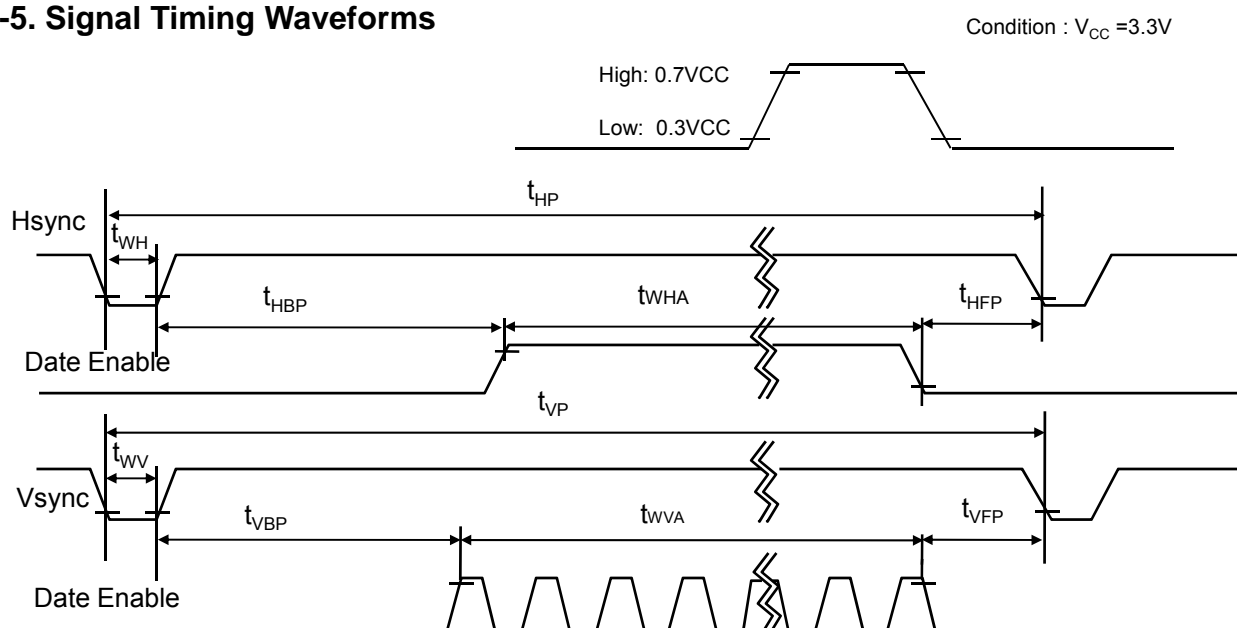 -5. Signal Timing Waveforms
Condition : VCC =3.3V
High: 0.7VCC
Low: 0.3VCC
tHP
Hsync
tWH
tHBP
tWHA
tHFP
Date Enable
tVP
tWV
Vsync
tVBP
tWVA
tVFP
Date Enable